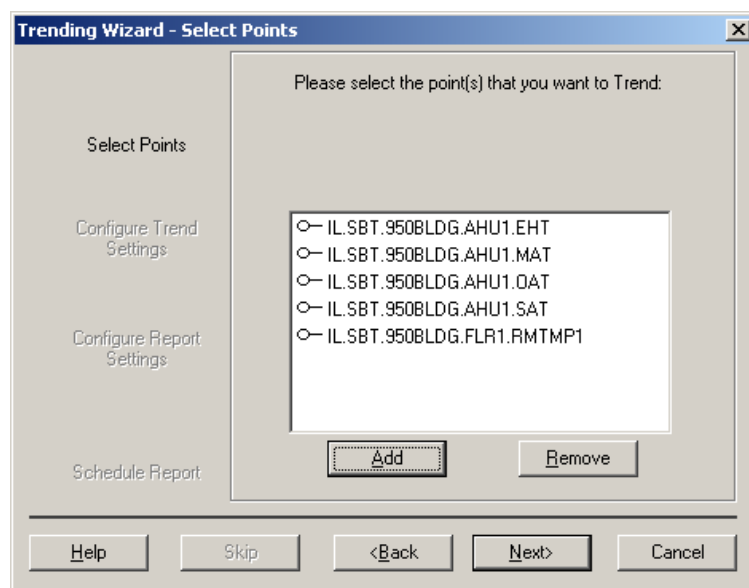 Trending Wizard - Select Points
Please select the point(s) that you want to Trend:
Select Points
Configure Trend
Settings
Configure Report
Settings
Schedule Report
IL.SBT.950BLDG.AHU1.EHT
IL.SBT.950BLDG.AHU1.MAT
IL.SBT.950BLDG.AHU1.OAT
IL.SBT.950BLDG.AHU1.SAT
IL.SBT.950BLDG.FLR1.RMTMP1
Add
Remove
Help
Skip
<Back
Next>
Cancel